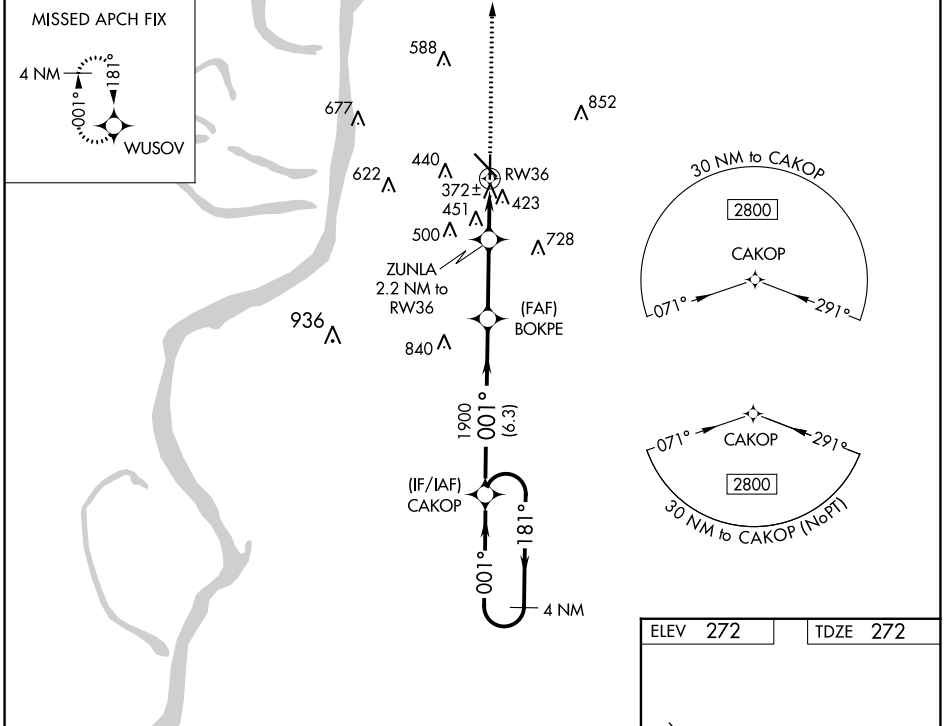 MISSED APCH FIX
4 NM
181°
001°
WUSOV
588
677
852
622
440
RW36
372±
423
451
500
728
ZUNLA
2.2 NM to
RW36
(FAF)
BOKPE
936
840
1900
001°
(6.3)
(IF/IAF)
CAKOP
181°
001°
4 NM
30 NM to CAKOP
2800
CAKOP
071°
291°
071°
CAKOP
291°
2800
30 NM to CAKOP (NoPT)
ELEV 272
TDZE 272